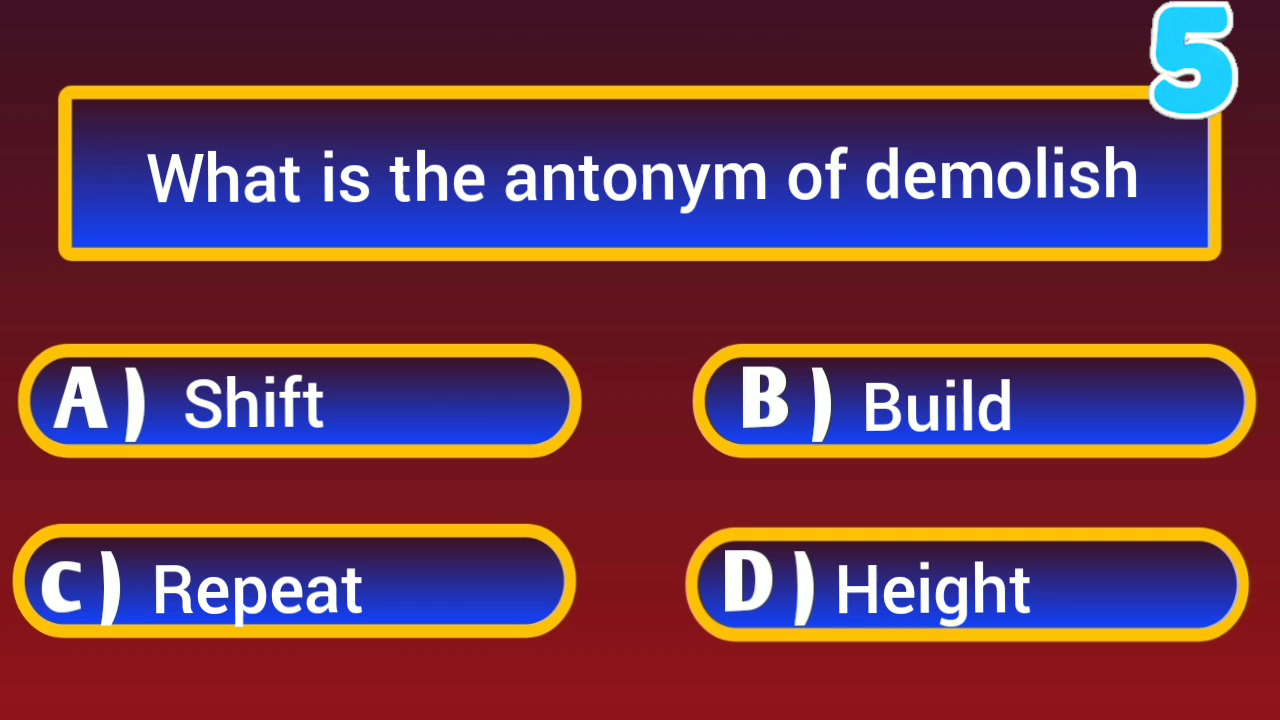 5
What is the antonym of demolish
A) Shift
B) Build
C) Repeat
D) Height